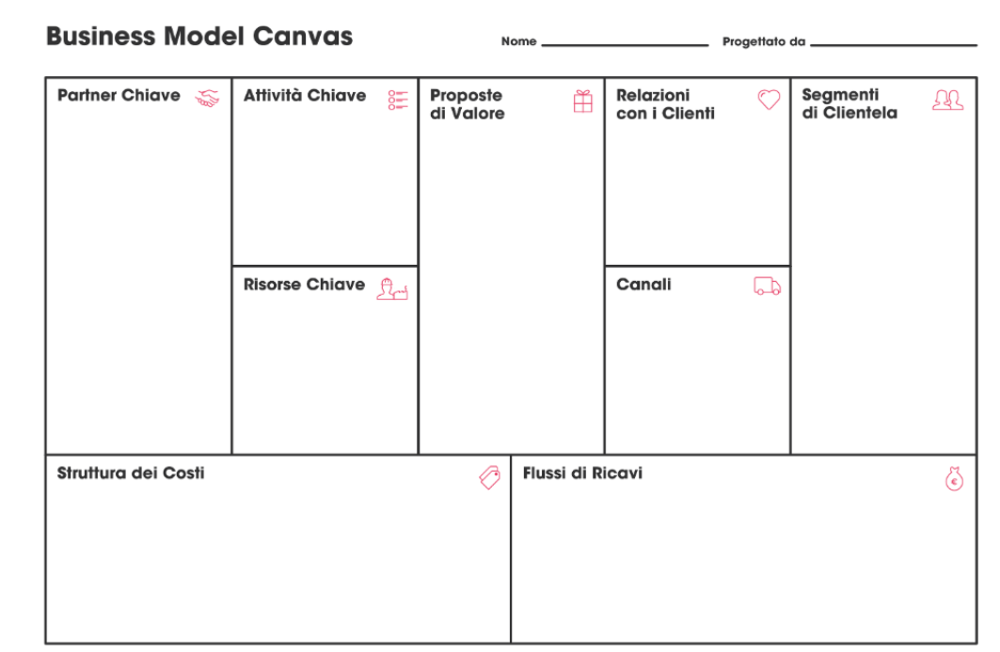 Business Model Canvas
Nome
Progettato da
Partner Chiave
Attività Chiave
Proposte
di Valore
Relazioni
con i Clienti
Segmenti
di Clientela
Risorse Chiave
Canali
Struttura dei Costi
Flussi di Ricavi
€